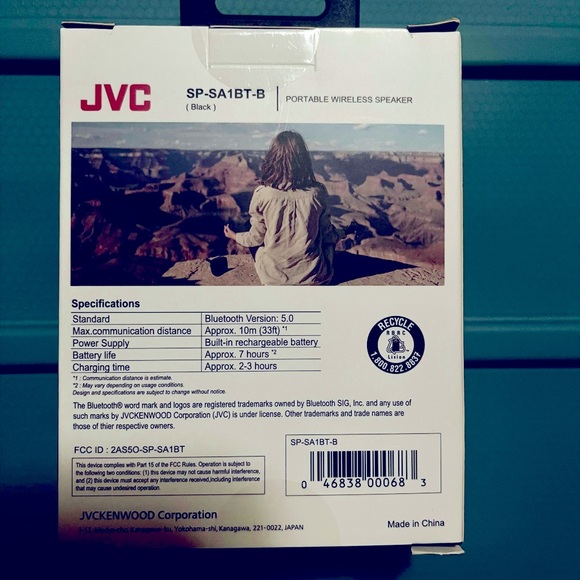 JVC
SP-SA1BT-B
( Black )
PORTABLE WIRELESS SPEAKER
Specifications
Standard Bluetooth Version: 5.0
Max.communication distance Approx. 10m (33ft) *1
Power Supply Built-in rechargeable battery
Battery life Approx. 7 hours *2
Charging time Approx. 2-3 hours
*1 : Communication distance is estimate.
*2 : May vary depending on usage conditions.
Design and specifications are subject to change without notice.
RECYCLE
RBRC
Li-ion
1.800.822.8837
The Bluetooth® word mark and logos are registered trademarks owned by Bluetooth SIG, Inc. and any use of
such marks by JVCKENWOOD Corporation (JVC) is under license. Other trademarks and trade names are
those of thier respective owners.
FCC ID : 2AS5O-SP-SA1BT
This device complies with Part 15 of the FCC Rules. Operation is subject to
the following two conditions: (1) this device may not cause harmful interference,
and (2) this device must accept any interference received,including interference
that may cause undesired operation.
SP-SA1BT-B
0 46838 00068 3
JVCKENWOOD Corporation
Yokohama-shi, Kanagawa, 221-0022, JAPAN
Made in China